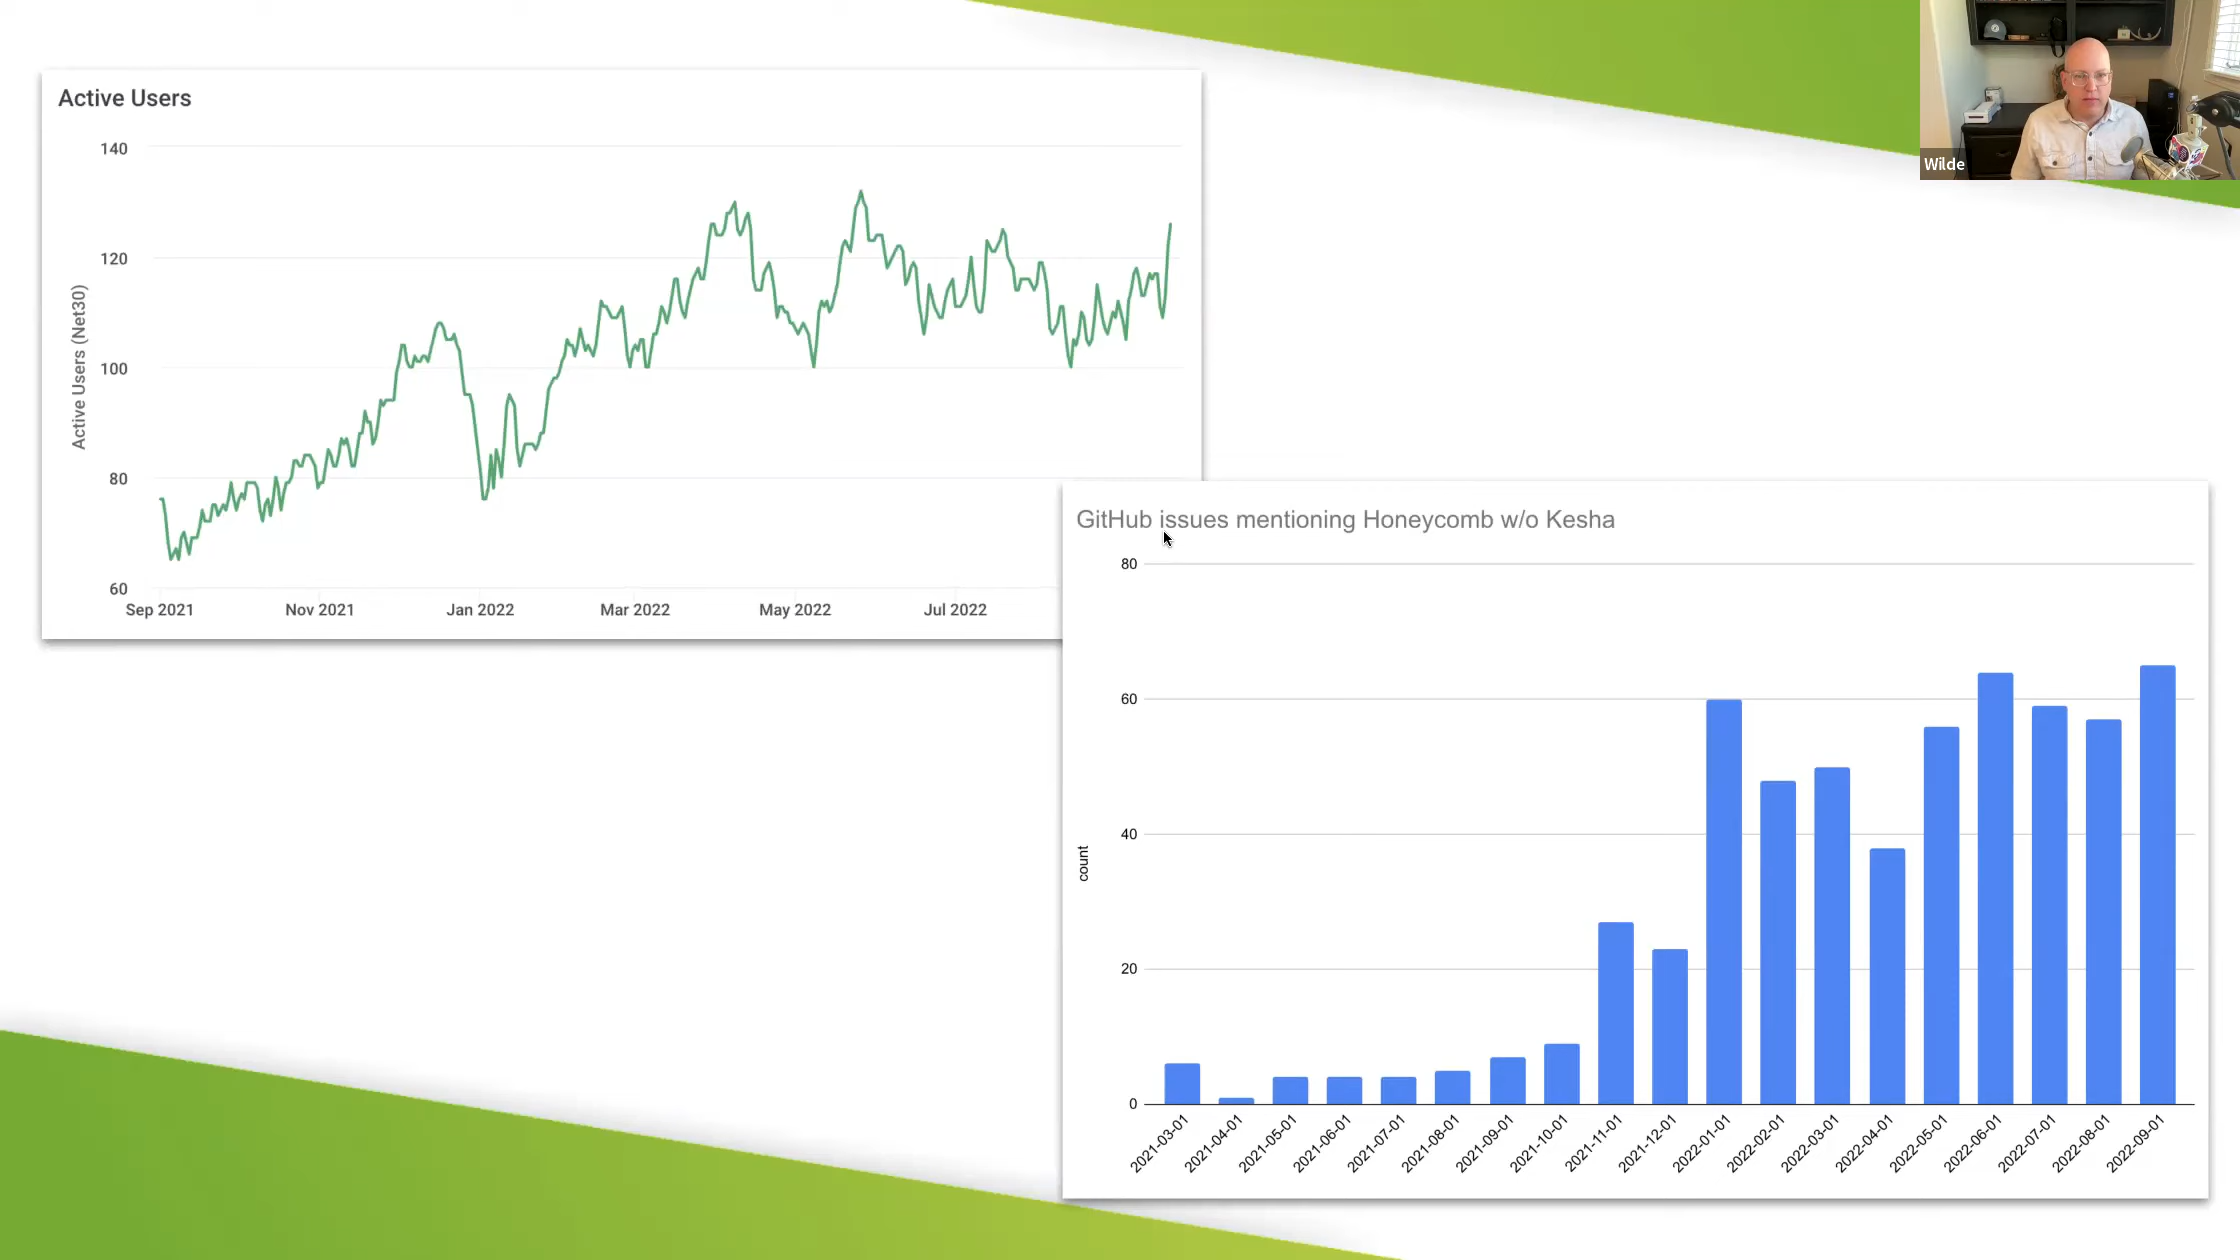 Active Users
Active Users (Net30)
140
120
100
80
60
Sep 2021 Nov 2021 Jan 2022 Mar 2022 May 2022 Jul 2022
Wilde
GitHub issues mentioning Honeycomb w/o Kesha
count
80
60
40
20
0
2021-03-01 2021-04-01 2021-05-01 2021-06-01 2021-07-01 2021-08-01 2021-09-01 2021-10-01 2021-11-01 2021-12-01 2022-01-01 2022-02-01 2022-03-01 2022-04-01 2022-05-01 2022-06-01 2022-07-01 2022-08-01 2022-09-01